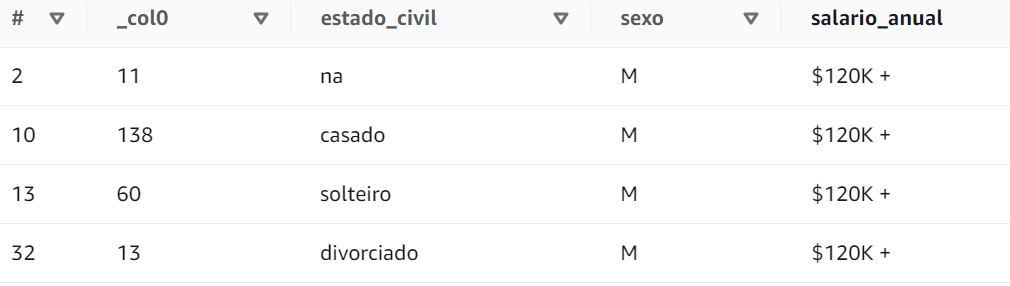 # _col0 estado_civil sexo salario_anual
2 11 na M $120K +
10 138 casado M $120K +
13 60 solteiro M $120K +
32 13 divorciado M $120K +